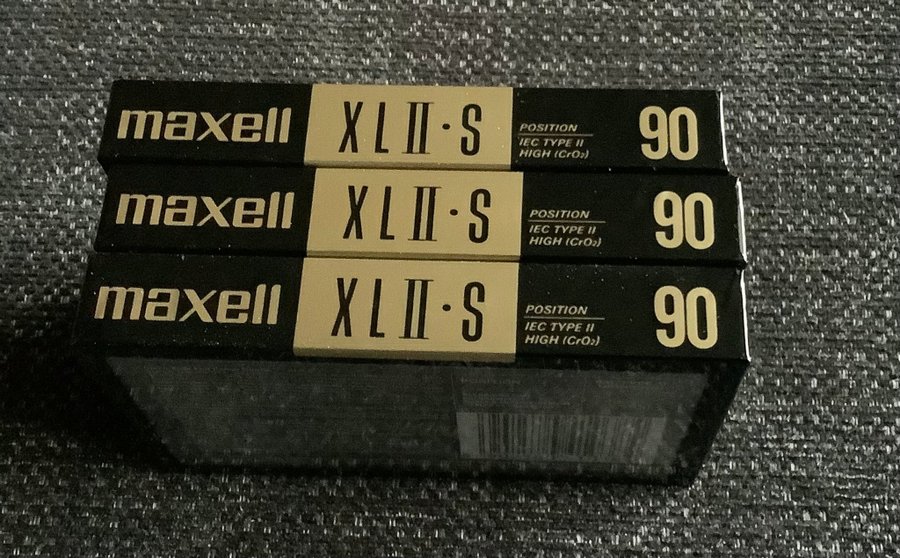 maxell XLII·S POSITION 90
IEC TYPE II
HIGH (CrO₂)
maxell XLII·S POSITION 90
IEC TYPE II
HIGH (CrO₂)
maxell XLII·S POSITION 90
IEC TYPE II
HIGH (CrO₂)
POSITION